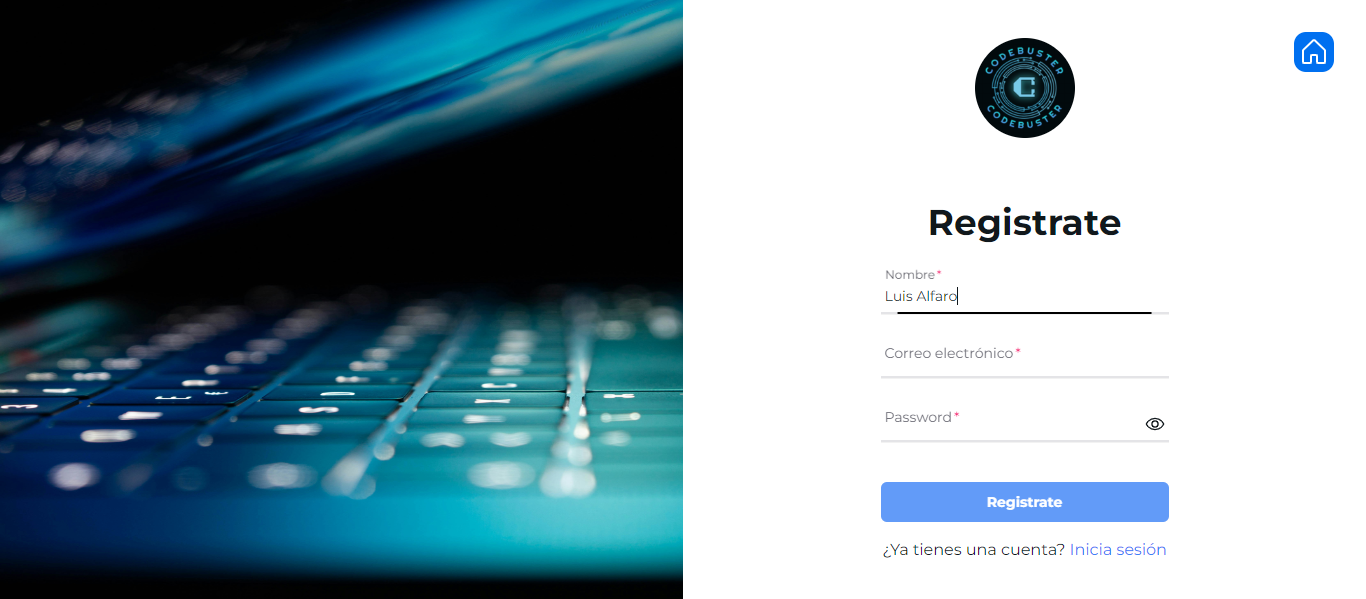 CODEBUSTER
C
CODEBUSTER
Registrate
Nombre*
Luis Alfaro
Correo electrónico*
Password*
Registrate
¿Ya tienes una cuenta? Inicia sesión